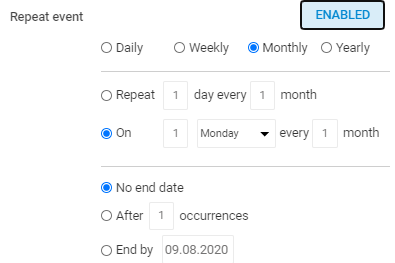 Repeat event ENABLED
Daily Weekly Monthly Yearly
Repeat 1 day every 1 month
On 1 Monday every 1 month
No end date
After 1 occurrences
End by 09.08.2020